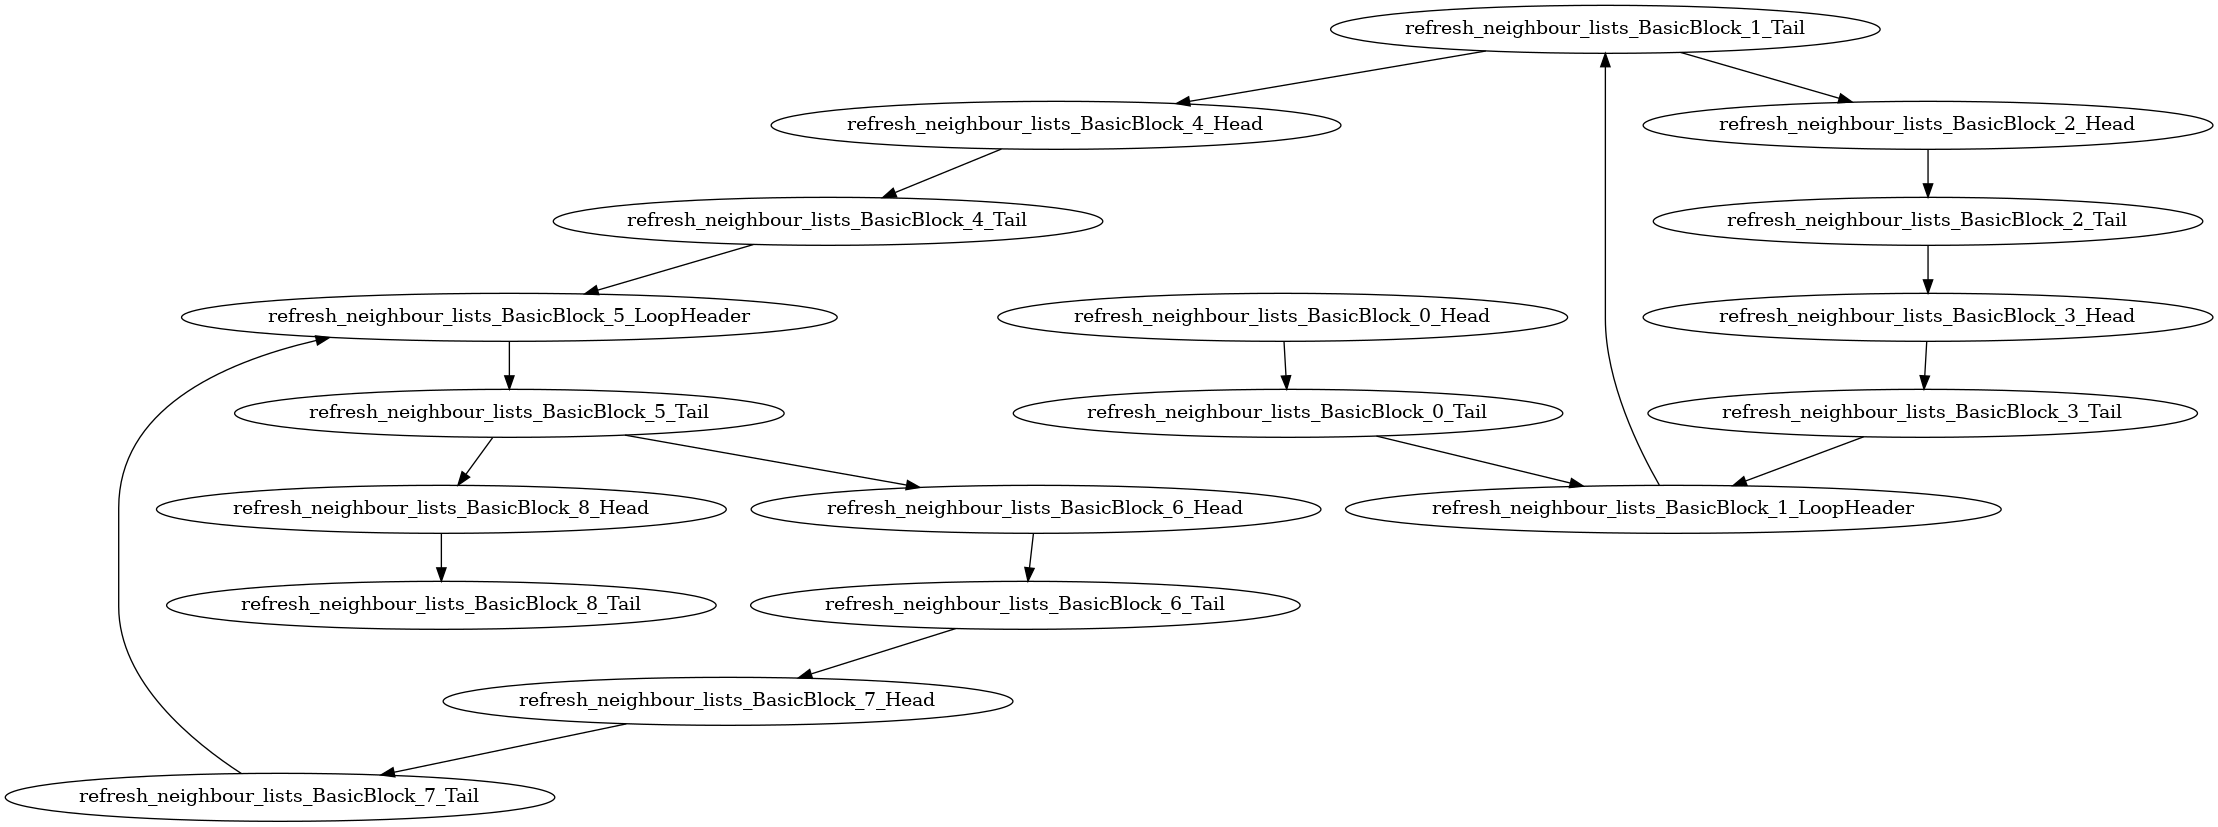 refresh_neighbour_lists_BasicBlock_1_Tail
refresh_neighbour_lists_BasicBlock_4_Head
refresh_neighbour_lists_BasicBlock_2_Head
refresh_neighbour_lists_BasicBlock_4_Tail
refresh_neighbour_lists_BasicBlock_2_Tail
refresh_neighbour_lists_BasicBlock_5_LoopHeader
refresh_neighbour_lists_BasicBlock_0_Head
refresh_neighbour_lists_BasicBlock_3_Head
refresh_neighbour_lists_BasicBlock_5_Tail
refresh_neighbour_lists_BasicBlock_0_Tail
refresh_neighbour_lists_BasicBlock_3_Tail
refresh_neighbour_lists_BasicBlock_8_Head
refresh_neighbour_lists_BasicBlock_6_Head
refresh_neighbour_lists_BasicBlock_1_LoopHeader
refresh_neighbour_lists_BasicBlock_8_Tail
refresh_neighbour_lists_BasicBlock_6_Tail
refresh_neighbour_lists_BasicBlock_7_Head
refresh_neighbour_lists_BasicBlock_7_Tail